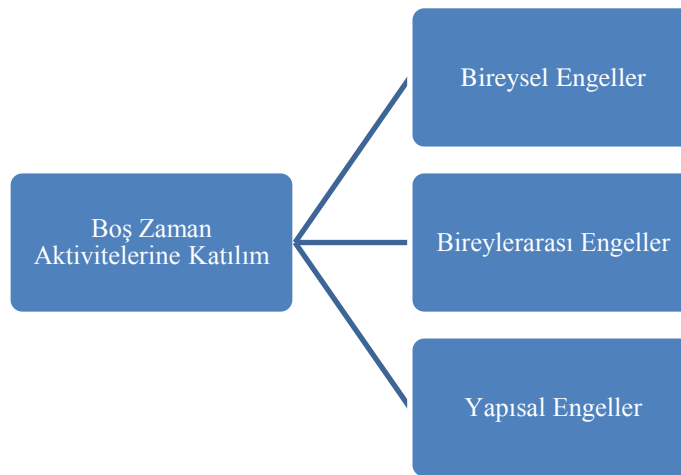 Boş Zaman
Aktivitelerine Katılım
Bireysel Engeller
Bireylerarası Engeller
Yapısal Engeller